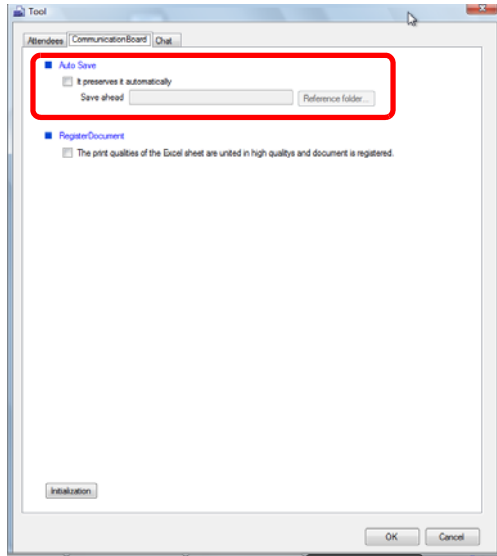 Tool
Attendees CommunicationBoard Chat
Auto Save
It preserves it automatically
Save ahead Reference folder...
RegisterDocument
The print qualities of the Excel sheet are united in high qualitys and document is registered.
Initialization
OK Cancel